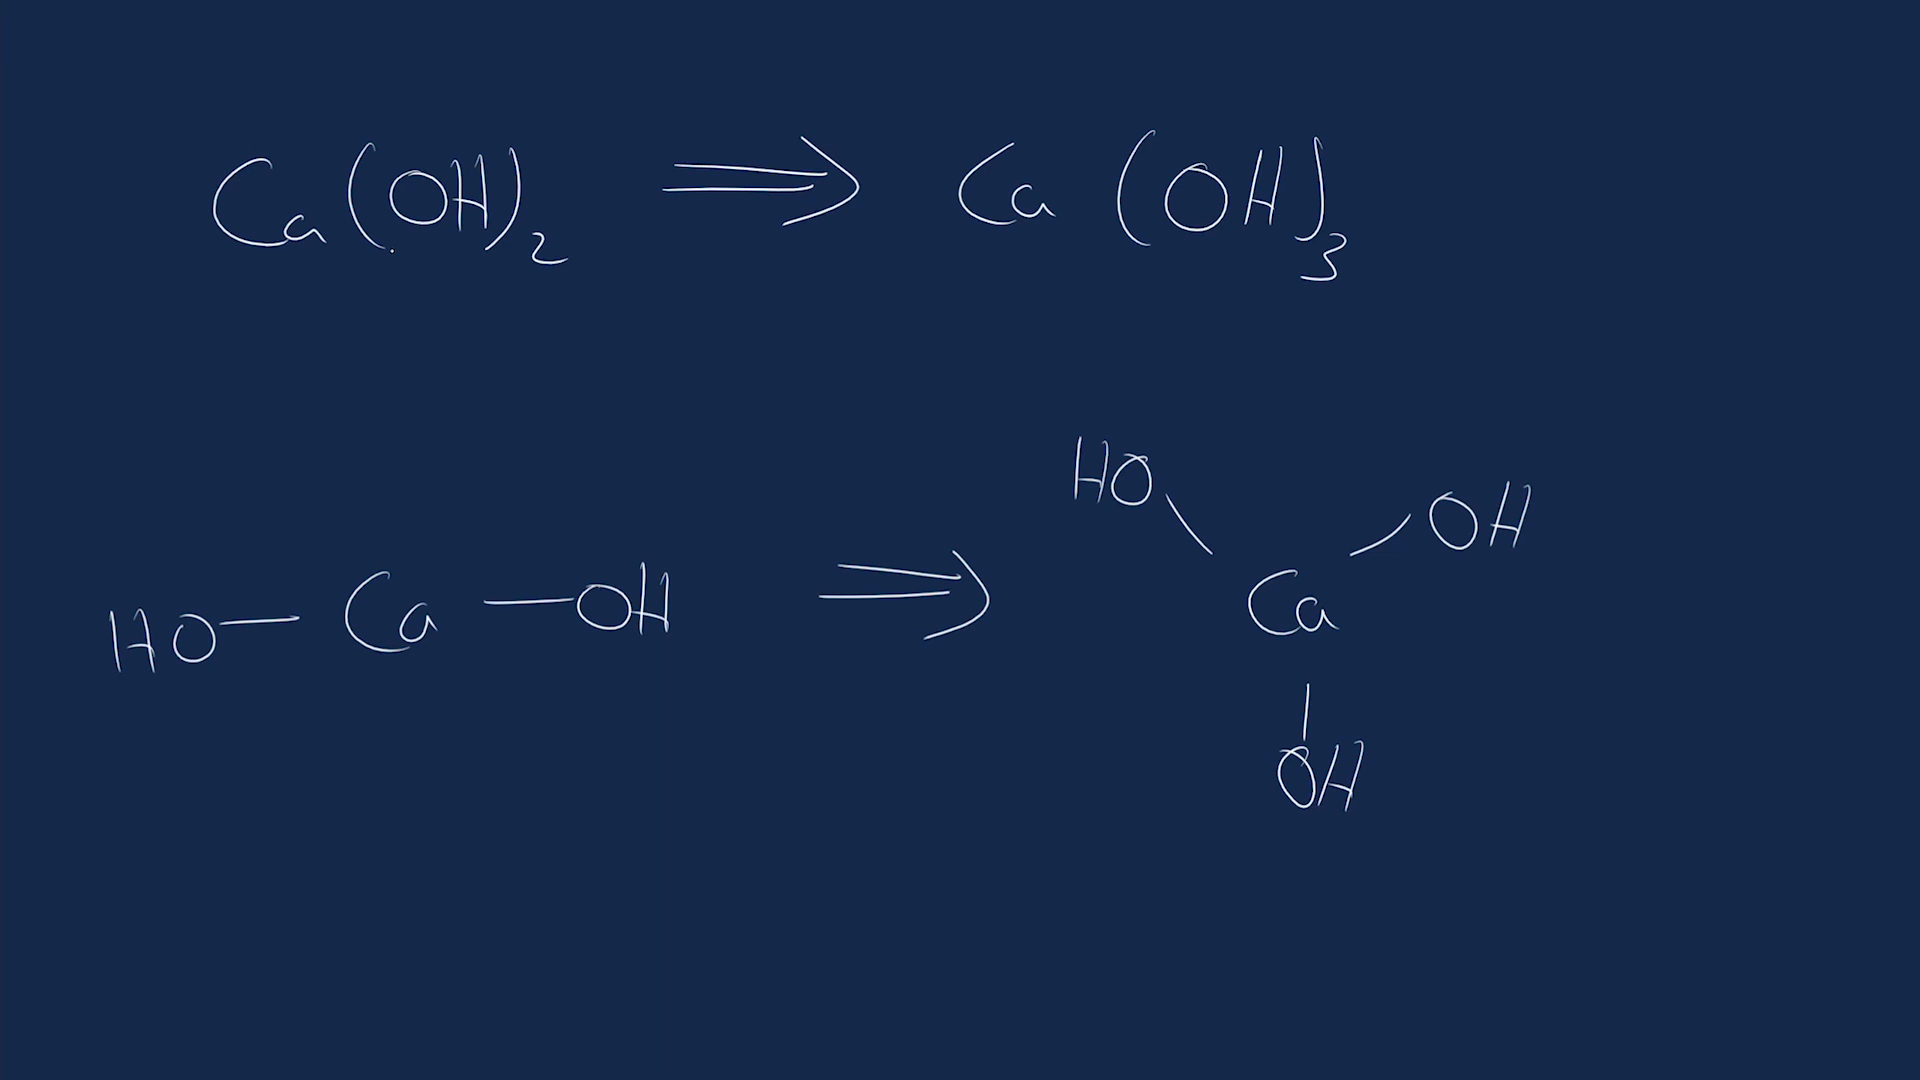 Ca(OH)₂ ⇒ Ca(OH)₃
HO
OH
HO—Ca—OH ⇒ Ca
OH